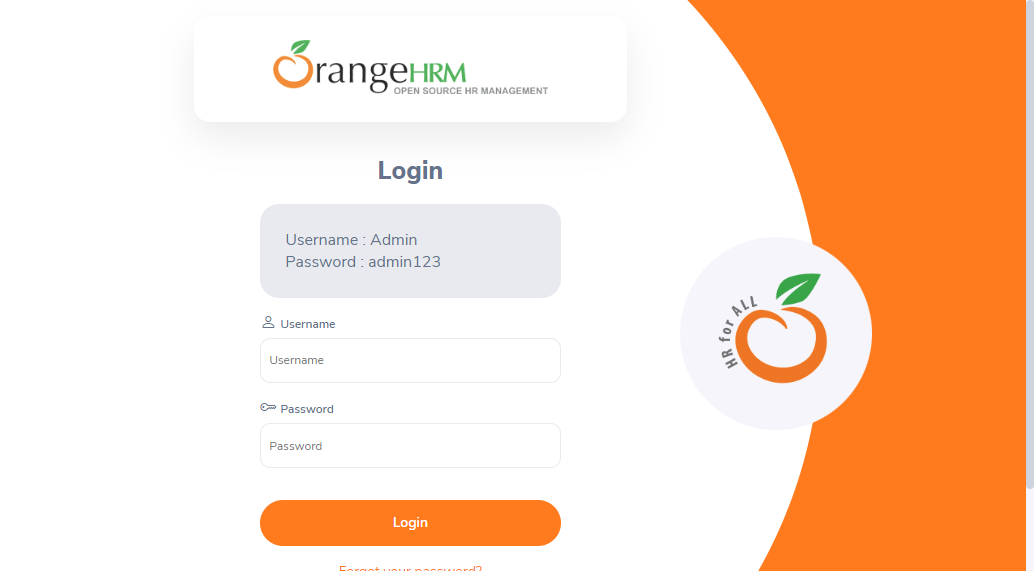 OrangeHRM
OPEN SOURCE HR MANAGEMENT
Login
Username : Admin
Password : admin123
Username
Username
Password
Password
Login
Forgot your password?
HR for ALL